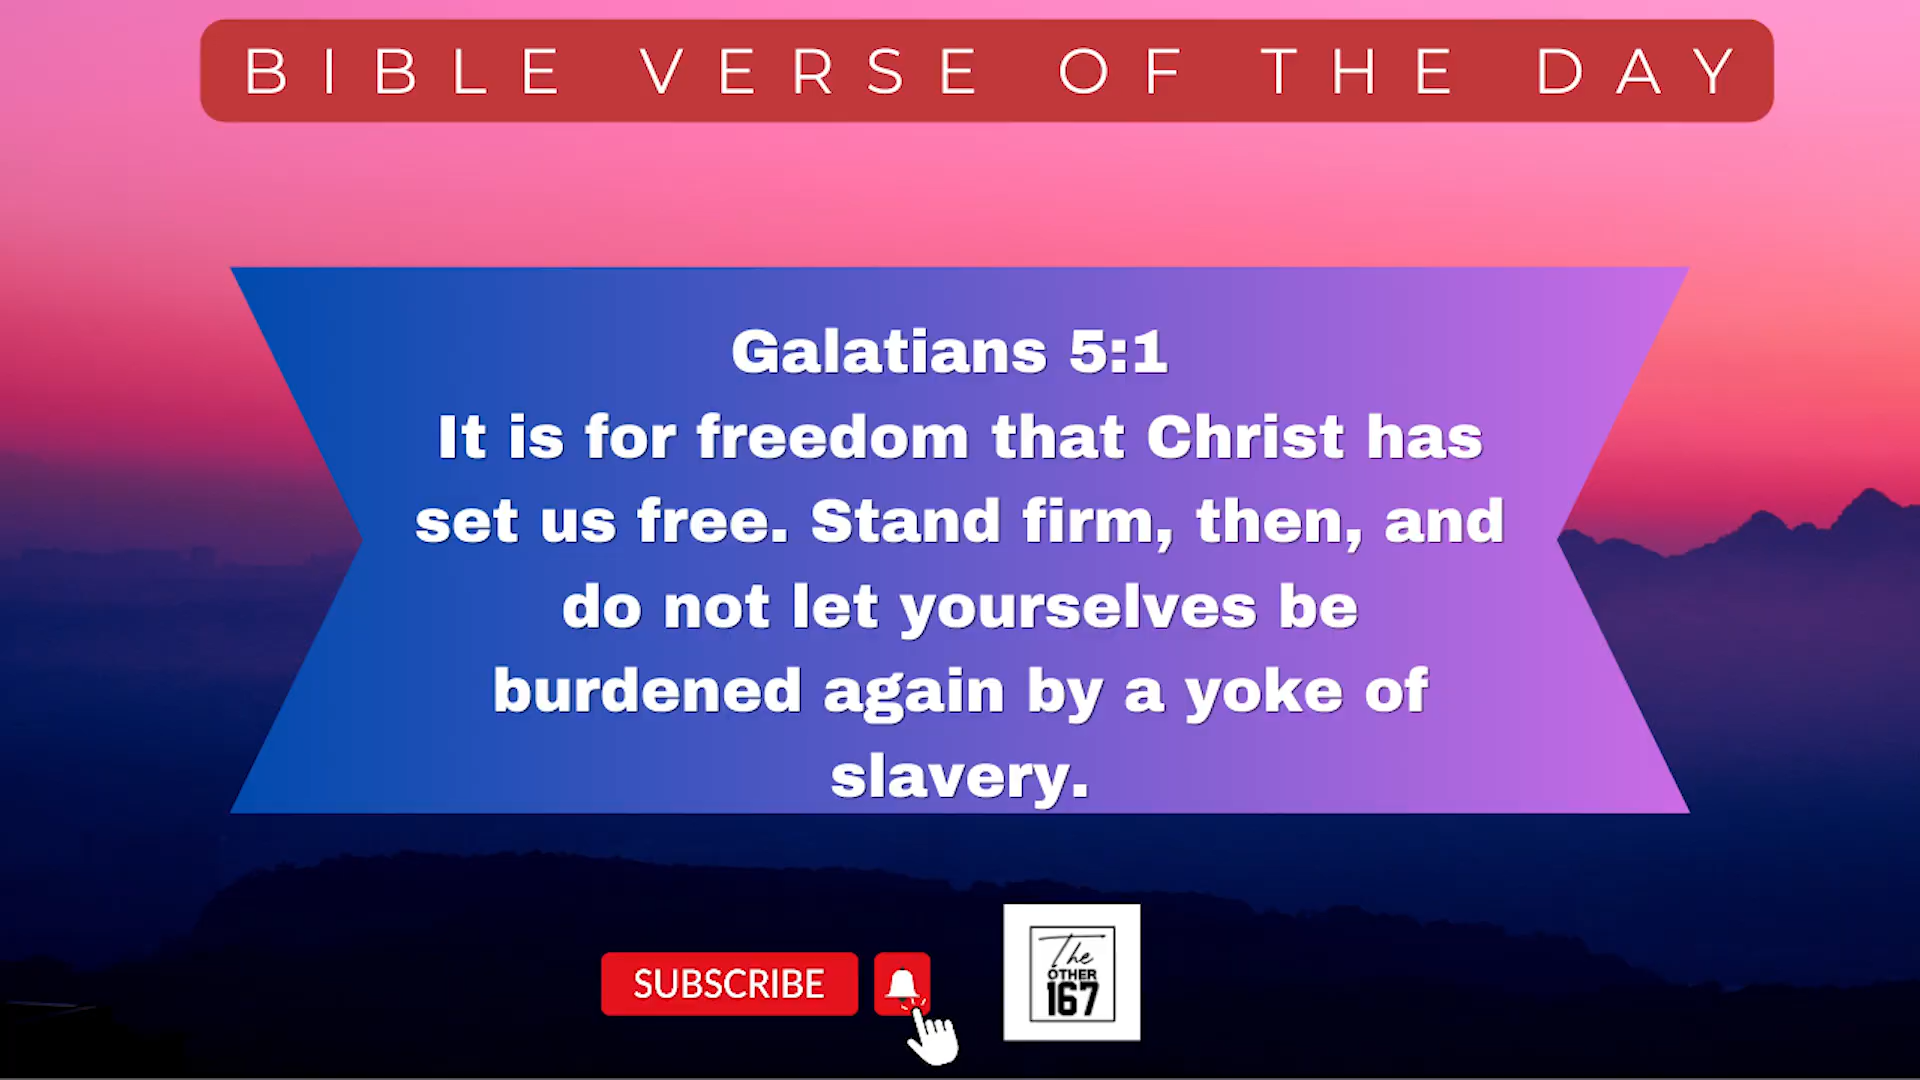 BIBLE VERSE OF THE DAY
Galatians 5:1
It is for freedom that Christ has
set us free. Stand firm, then, and
do not let yourselves be
burdened again by a yoke of
slavery.
SUBSCRIBE
The
OTHER
167